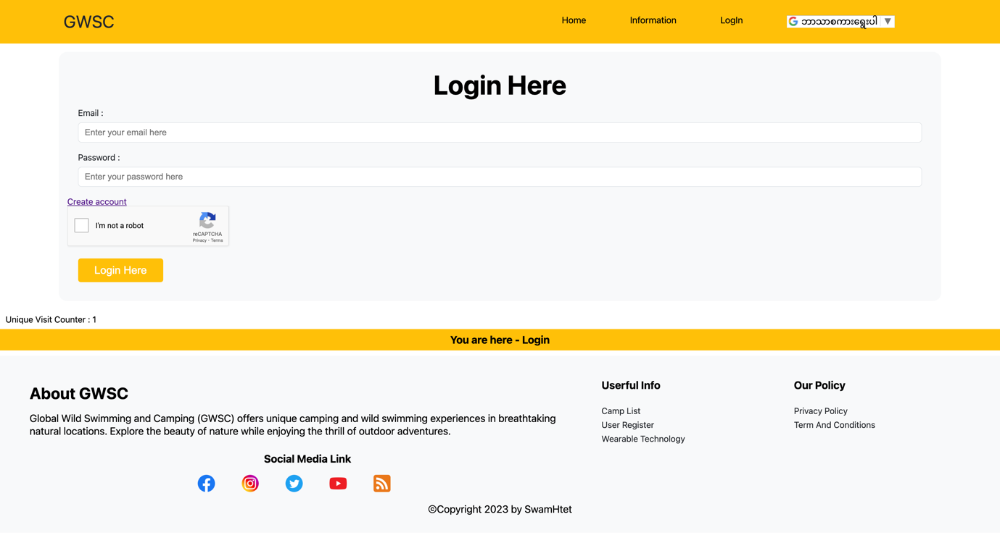 GWSC
Home
Information
LogIn
ဘာသာစကားရွေးပါ ▼
Login Here
Email :
Enter your email here
Password :
Enter your password here
Create account
I'm not a robot
reCAPTCHA
Privacy - Terms
Login Here
Unique Visit Counter : 1
You are here - Login
About GWSC
Global Wild Swimming and Camping (GWSC) offers unique camping and wild swimming experiences in breathtaking
natural locations. Explore the beauty of nature while enjoying the thrill of outdoor adventures.
Social Media Link
Userful Info
Camp List
User Register
Wearable Technology
Our Policy
Privacy Policy
Term And Conditions
©Copyright 2023 by SwamHtet